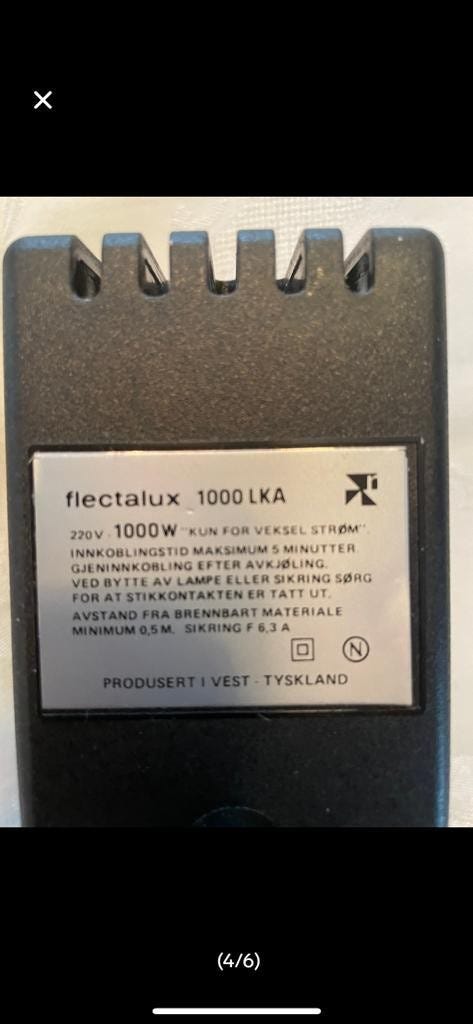 flectalux 1000 LKA
220V - 1000W "KUN FOR VEKSEL STRØM".
INNKOBLINGSTID MAKSIMUM 5 MINUTTER.
GJENINNKOBLING EFTER AVKJØLING.
VED BYTTE AV LAMPE ELLER SIKRING SØRG
FOR AT STIKKONTAKTEN ER TATT UT.
AVSTAND FRA BRENNBART MATERIALE
MINIMUM 0,5 M. SIKRING F 6,3 A
N
PRODUSERT I VEST - TYSKLAND
(4/6)